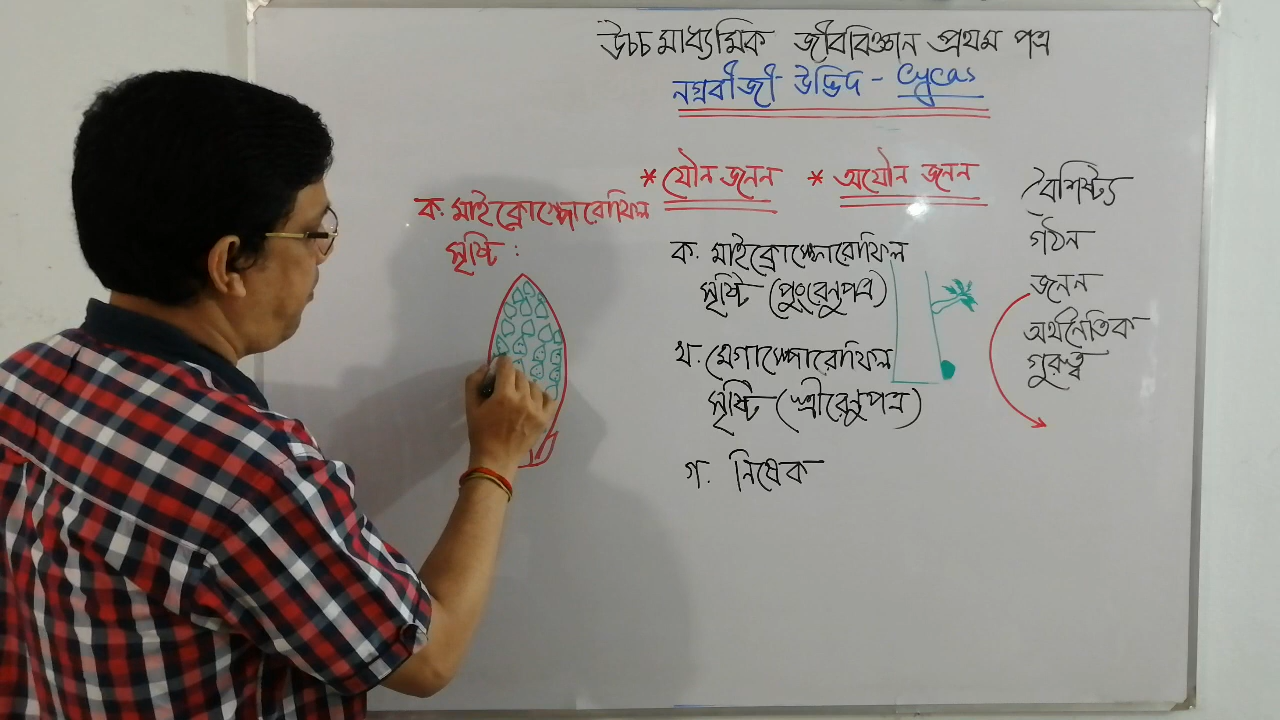 উচ্চ মাধ্যমিক জীববিজ্ঞান প্রথম পত্র
নগ্নবীজী উদ্ভিদ - Cycas
* যৌন জনন * অযৌন জনন
ক. মাইক্রোস্পোরোফিল
সৃষ্টি :
ক. মাইক্রোস্পোরোফিল
সৃষ্টি (পুংরেনুপত্র)
খ. মেগাস্পোরোফিল
সৃষ্টি (স্ত্রীরেনুপত্র)
গ. নিষেক
বৈশিষ্ট্য
গঠন
জনন
অর্থনৈতিক
গুরুত্ব